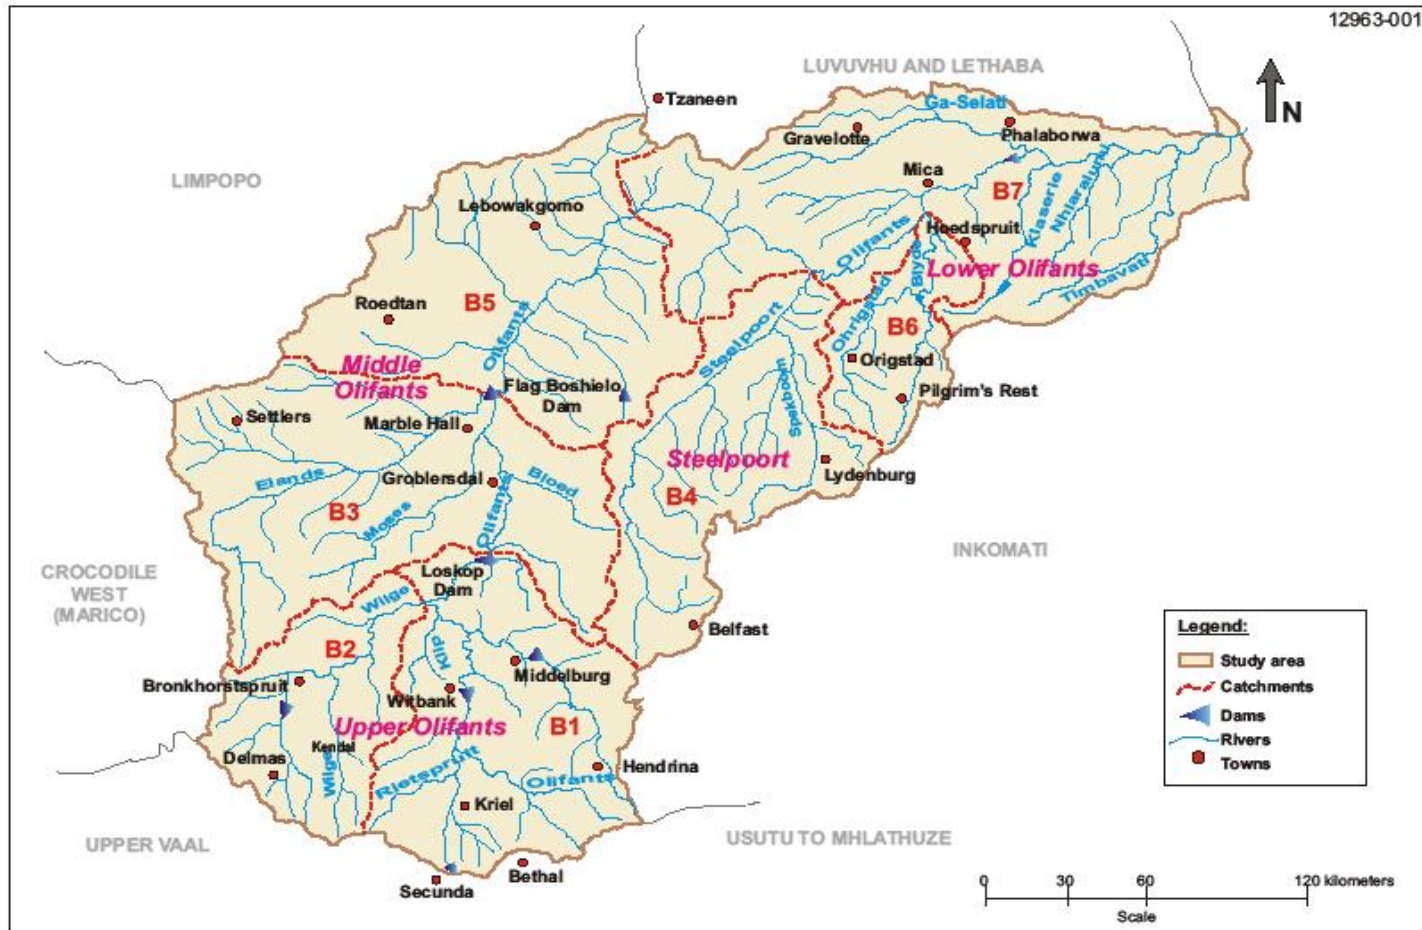 12963-001
LUVUVHU AND LETHABA
N
Tzaneen
Ga-Selati
Gravelotte
Phalaborwa
LIMPOPO
Mica
B7
Klaserie
Nhlaralumi
Lebowakgomo
Olifants
Hoedspruit
Blyde
Lower Olifants
Timbavati
B5
Roedtan
Olifants
Steelpoort
Ohrigstad
B6
Origstad
Middle
Olifants
Flag Boshielo
Dam
Spekboom
Pilgrim's Rest
Settlers
Marble Hall
Steelpoort
Lydenburg
Elands
Groblersdal
Bloed
B4
B3
Moses
Olifants
INKOMATI
CROCODILE
WEST
(MARICO)
Loskop
Dam
Wilge
Belfast
B2
Klip
Middelburg
Bronkhorstspruit
Witbank
Upper Olifants
B1
Delmas
Kendal
Wilge
Rietspruit
Olifants
Hendrina
Kriel
UPPER VAAL
USUTU TO MHLATHUZE
Bethal
Secunda
Legend:
Study area
Catchments
Dams
Rivers
Towns
0 30 60 120 kilometers
Scale